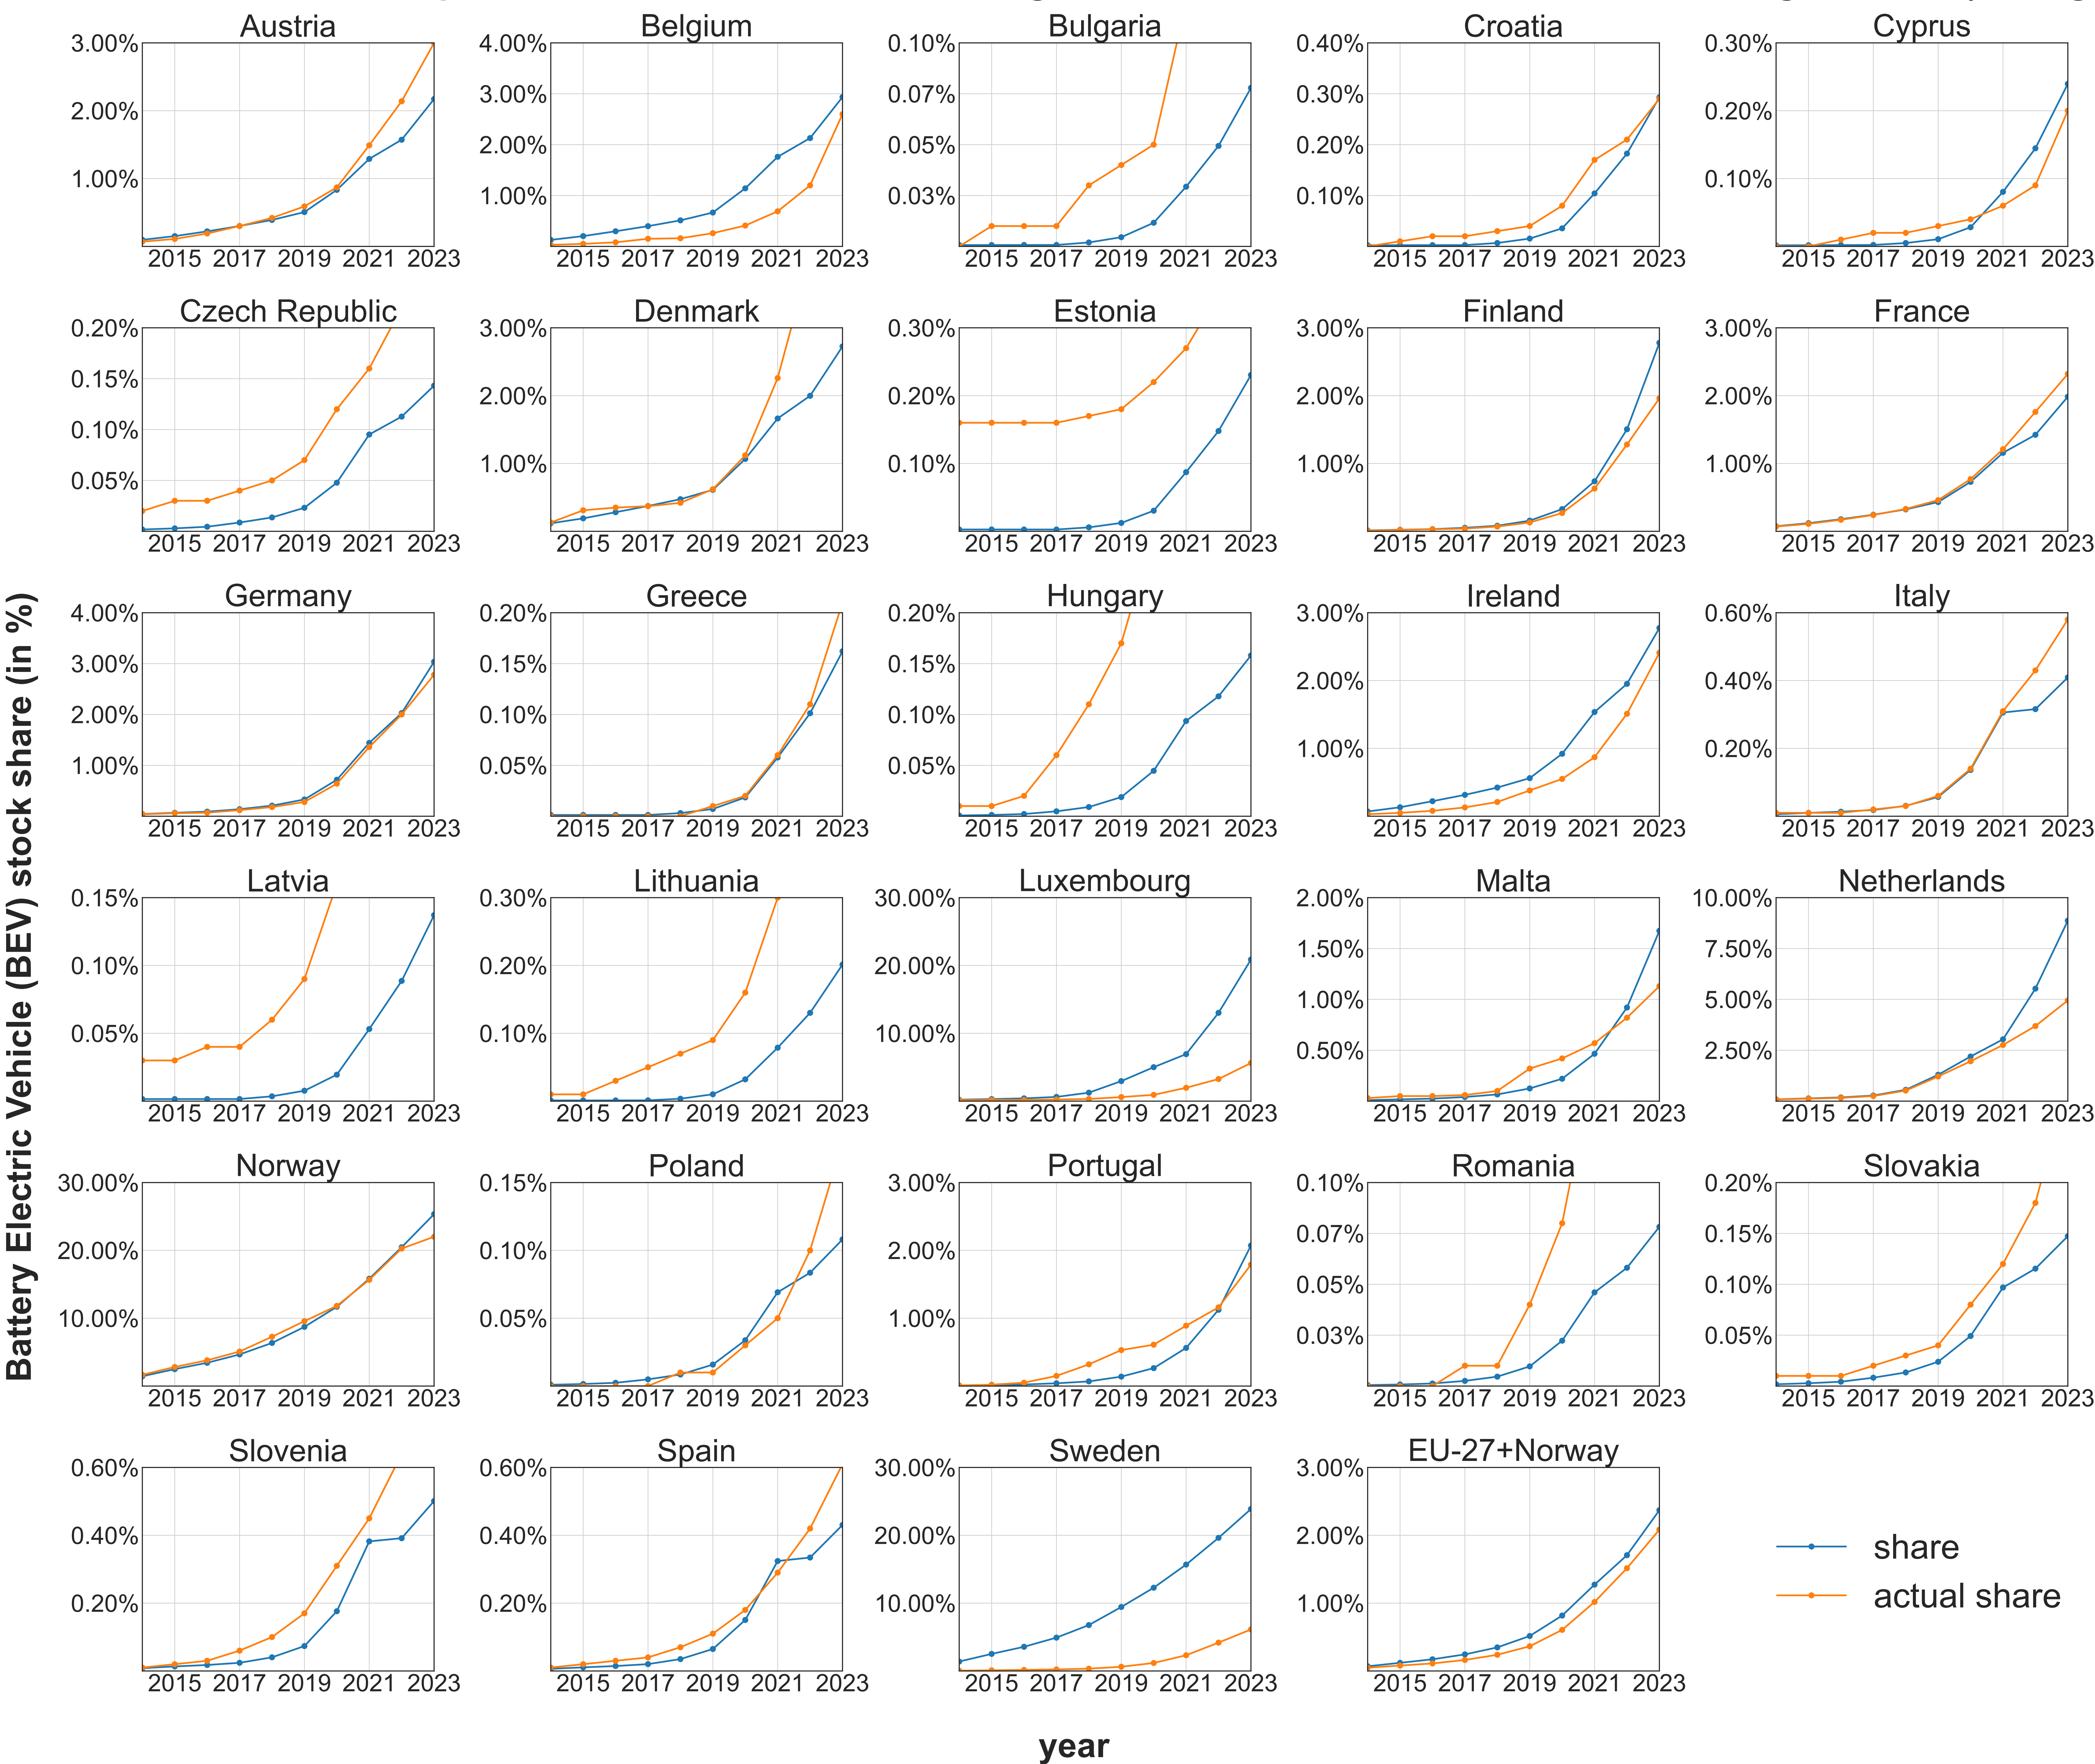 Austria Belgium Bulgaria Croatia Cyprus
3.00% 4.00% 0.10% 0.40% 0.30%
3.00% 0.07% 0.30%
2.00% 0.20%
2.00% 0.05% 0.20%
1.00% 0.10%
1.00% 0.03% 0.10%
2015 2017 2019 2021 2023 2015 2017 2019 2021 2023 2015 2017 2019 2021 2023 2015 2017 2019 2021 2023 2015 2017 2019 2021 2023
Czech Republic Denmark Estonia Finland France
0.20% 3.00% 0.30% 3.00% 3.00%
0.15%
2.00% 0.20% 2.00% 2.00%
0.10%
1.00% 0.10% 1.00% 1.00%
0.05%
2015 2017 2019 2021 2023 2015 2017 2019 2021 2023 2015 2017 2019 2021 2023 2015 2017 2019 2021 2023 2015 2017 2019 2021 2023
Battery Electric Vehicle (BEV) stock share (in %)
Germany Greece Hungary Ireland Italy
4.00% 0.20% 0.20% 3.00% 0.60%
3.00% 0.15% 0.15%
2.00% 0.40%
2.00% 0.10% 0.10%
1.00% 0.20%
1.00% 0.05% 0.05%
2015 2017 2019 2021 2023 2015 2017 2019 2021 2023 2015 2017 2019 2021 2023 2015 2017 2019 2021 2023 2015 2017 2019 2021 2023
Latvia Lithuania Luxembourg Malta Netherlands
0.15% 0.30% 30.00% 2.00% 10.00%
1.50% 7.50%
0.10% 0.20% 20.00%
1.00% 5.00%
0.05% 0.10% 10.00%
0.50% 2.50%
2015 2017 2019 2021 2023 2015 2017 2019 2021 2023 2015 2017 2019 2021 2023 2015 2017 2019 2021 2023 2015 2017 2019 2021 2023
Norway Poland Portugal Romania Slovakia
30.00% 0.15% 3.00% 0.10% 0.20%
0.07% 0.15%
20.00% 0.10% 2.00%
0.05% 0.10%
10.00% 0.05% 1.00%
0.03% 0.05%
2015 2017 2019 2021 2023 2015 2017 2019 2021 2023 2015 2017 2019 2021 2023 2015 2017 2019 2021 2023 2015 2017 2019 2021 2023
Slovenia Spain Sweden EU-27+Norway
0.60% 0.60% 30.00% 3.00%
0.40% 0.40% 20.00% 2.00%
share
actual share
0.20% 0.20% 10.00% 1.00%
2015 2017 2019 2021 2023 2015 2017 2019 2021 2023 2015 2017 2019 2021 2023 2015 2017 2019 2021 2023
year